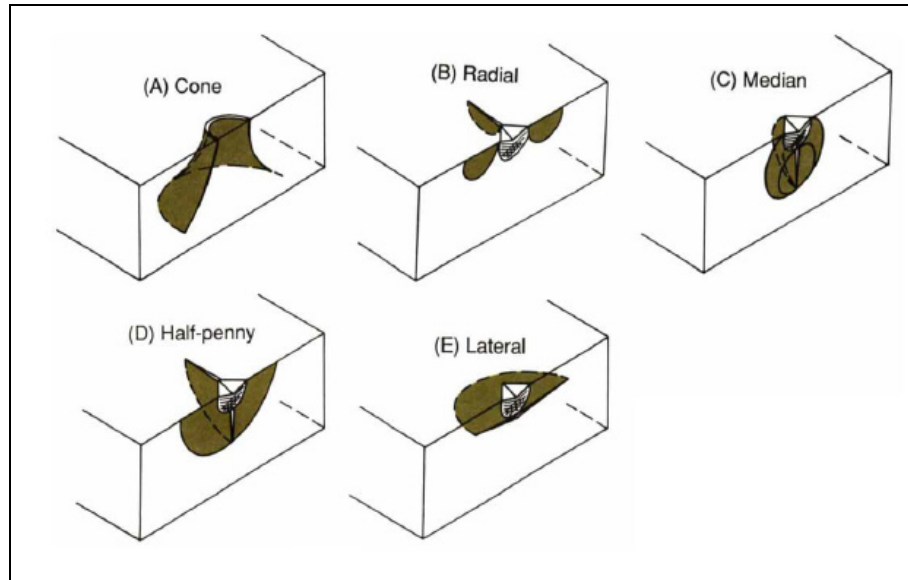 (A) Cone
(B) Radial
(C) Median
(D) Half-penny
(E) Lateral